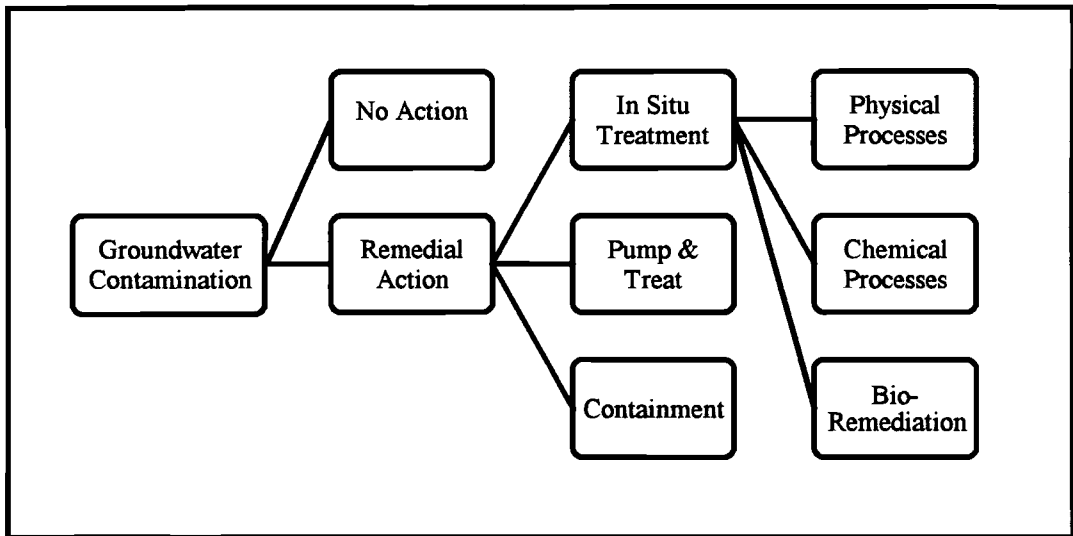 No Action
In Situ
Treatment
Physical
Processes
Groundwater
Contamination
Remedial
Action
Pump &
Treat
Chemical
Processes
Containment
Bio-
Remediation